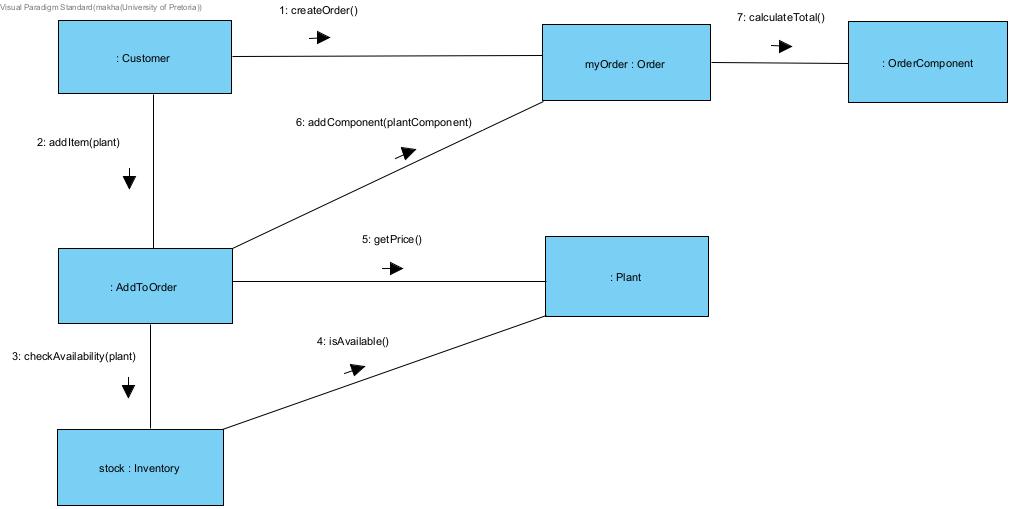 Visual Paradigm Standard(makha(University of Pretoria))
1: createOrder()
7: calculateTotal()
: Customer
myOrder : Order
: OrderComponent
2: addItem(plant)
6: addComponent(plantComponent)
5: getPrice()
: AddToOrder
: Plant
3: checkAvailability(plant)
4: isAvailable()
stock : Inventory